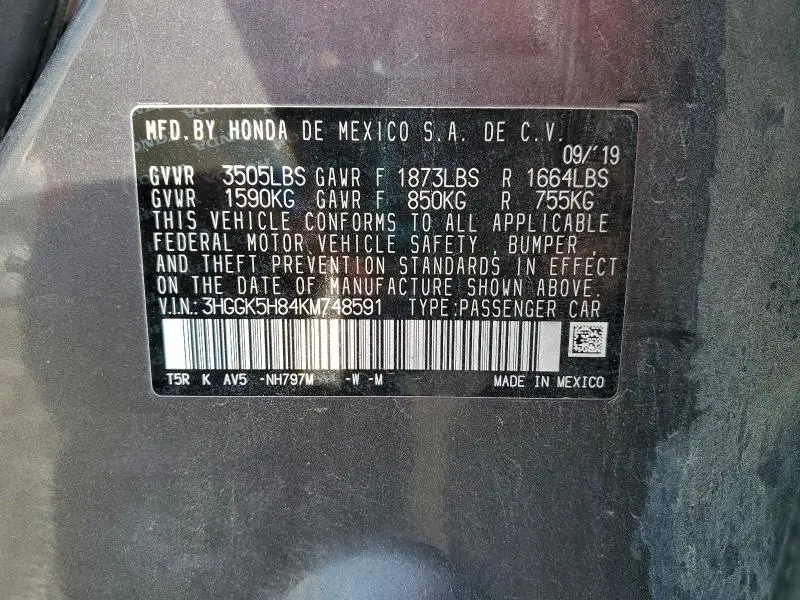 MFD. BY HONDA DE MEXICO S.A. DE C.V.
09/'19
GVWR 3505LBS GAWR F 1873LBS R 1664LBS
GVWR 1590KG GAWR F 850KG R 755KG
THIS VEHICLE CONFORMS TO ALL APPLICABLE
FEDERAL MOTOR VEHICLE SAFETY , BUMPER ,
AND THEFT PREVENTION STANDARDS IN EFFECT
ON THE DATE OF MANUFACTURE SHOWN ABOVE.
V.I.N.: 3HGGK5H84KM748591 TYPE:PASSENGER CAR
T5R K AV5 -NH797M -W -M MADE IN MEXICO